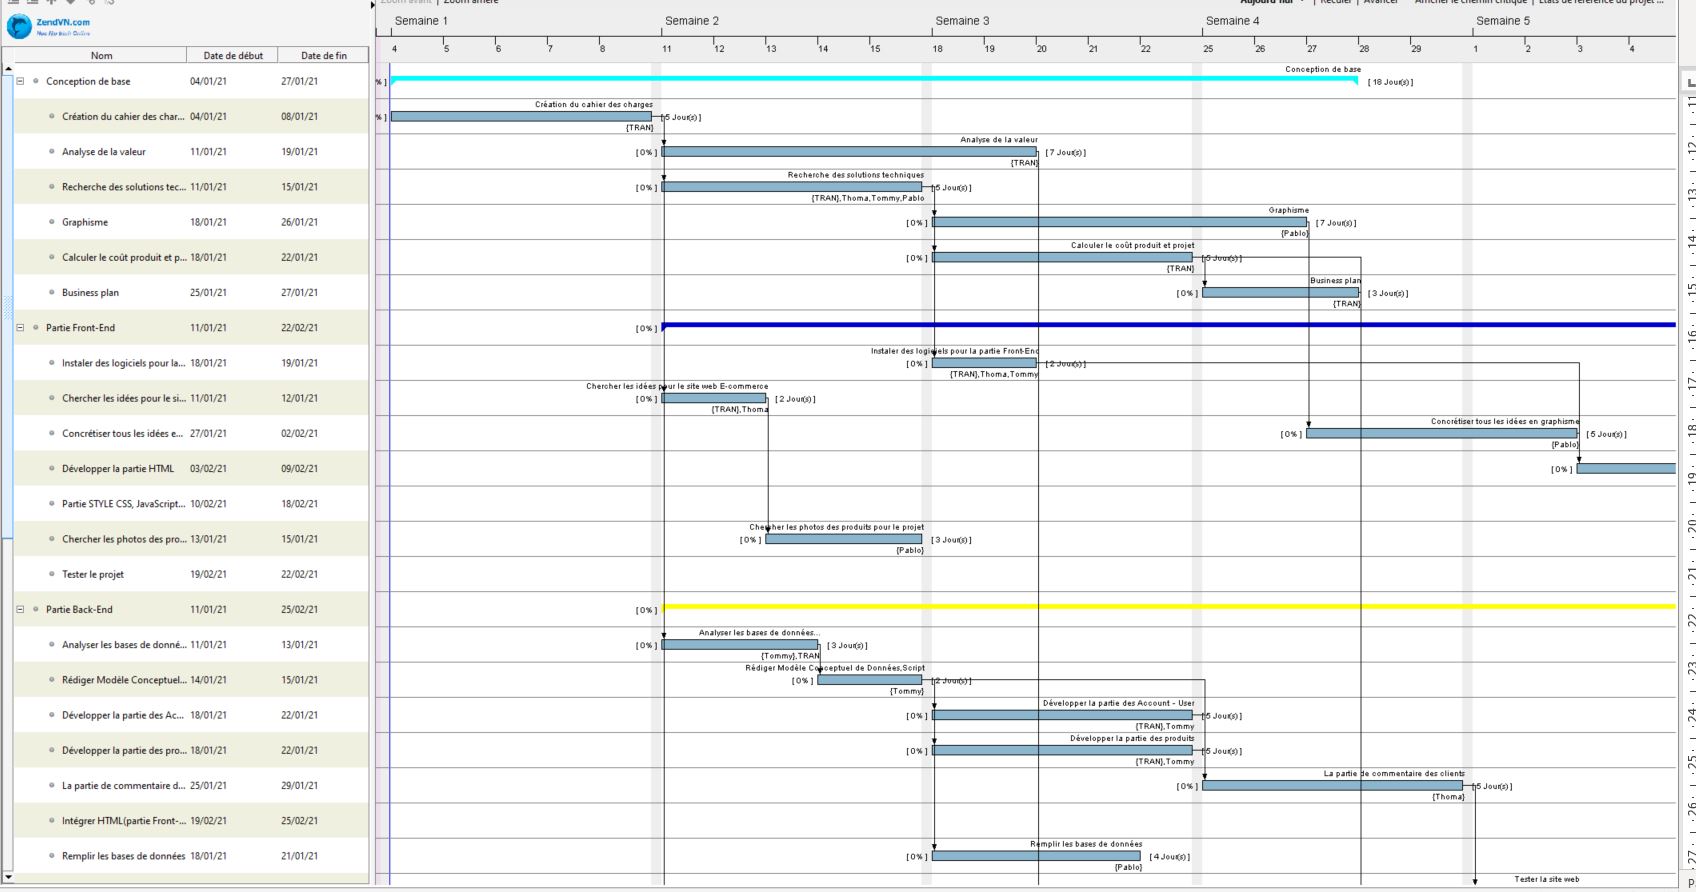 Zoom avant | Zoom arrière
Aujourd'hui | Reculer | Avancer Afficher le chemin critique | États de référence du projet ...
ZendVN.com
Semaine 1 Semaine 2 Semaine 3 Semaine 4 Semaine 5
Nom Date de début Date de fin
4 5 6 7 8 11 12 13 14 15 18 19 20 21 22 25 26 27 28 29 1 2 3 4
Conception de base
Conception de base 04/01/21 27/01/21 % ] [ 18 Jour(s) ]
Création du cahier des charges
Création du cahier des char... 04/01/21 08/01/21 % ] [ 5 Jour(s) ]
{TRAN}
Analyse de la valeur
Analyse de la valeur 11/01/21 19/01/21 [ 0% ] [ 7 Jour(s) ]
{TRAN}
Recherche des solutions techniques
Recherche des solutions tec... 11/01/21 15/01/21 [ 0% ] [ 5 Jour(s) ]
{TRAN},Thoma,Tommy,Pablo
Graphisme
Graphisme 18/01/21 26/01/21 [ 0% ] [ 7 Jour(s) ]
{Pablo}
Calculer le coût produit et projet
Calculer le coût produit et p... 18/01/21 22/01/21 [ 0% ] [ 5 Jour(s) ]
{TRAN}
Business plan
Business plan 25/01/21 27/01/21 [ 0% ] [ 3 Jour(s) ]
{TRAN}
Partie Front-End 11/01/21 22/02/21 [ 0% ]
Instaler des logiciels pour la partie Front-End
Instaler des logiciels pour la... 18/01/21 19/01/21 [ 0% ] [ 2 Jour(s) ]
{TRAN},Thoma,Tommy
Chercher les idées pour le site web E-commerce
Chercher les idées pour le si... 11/01/21 12/01/21 [ 0% ] [ 2 Jour(s) ]
{TRAN},Thoma
Concrétiser tous les idées en graphisme
Concrétiser tous les idées e... 27/01/21 02/02/21 [ 0% ] [ 5 Jour(s) ]
{Pablo}
Développer la partie HTML 03/02/21 09/02/21 [ 0% ]
Partie STYLE CSS, JavaScript... 10/02/21 18/02/21
Chercher les photos des produits pour le projet
Chercher les photos des pro... 13/01/21 15/01/21 [ 0% ] [ 3 Jour(s) ]
{Pablo}
Tester le projet 19/02/21 22/02/21
Partie Back-End 11/01/21 25/02/21 [ 0% ]
Analyser les bases de données...
Analyser les bases de donné... 11/01/21 13/01/21 [ 0% ] [ 3 Jour(s) ]
{Tommy},TRAN
Rédiger Modèle Conceptuel de Données,Script
Rédiger Modèle Conceptuel... 14/01/21 15/01/21 [ 0% ] [ 2 Jour(s) ]
{Tommy}
Développer la partie des Account - User
Développer la partie des Ac... 18/01/21 22/01/21 [ 0% ] [ 5 Jour(s) ]
{TRAN},Tommy
Développer la partie des produits
Développer la partie des pro... 18/01/21 22/01/21 [ 0% ] [ 5 Jour(s) ]
{TRAN},Tommy
La partie de commentaire des clients
La partie de commentaire d... 25/01/21 29/01/21 [ 0% ] [ 5 Jour(s) ]
{Thoma}
Intégrer HTML(partie Front-... 19/02/21 25/02/21
Remplir les bases de données
Remplir les bases de données 18/01/21 21/01/21 [ 0% ] [ 4 Jour(s) ]
{Pablo}
Tester la site web
11
12
13
14
15
16
17
18
19
20
21
22
23
24
25
26
27